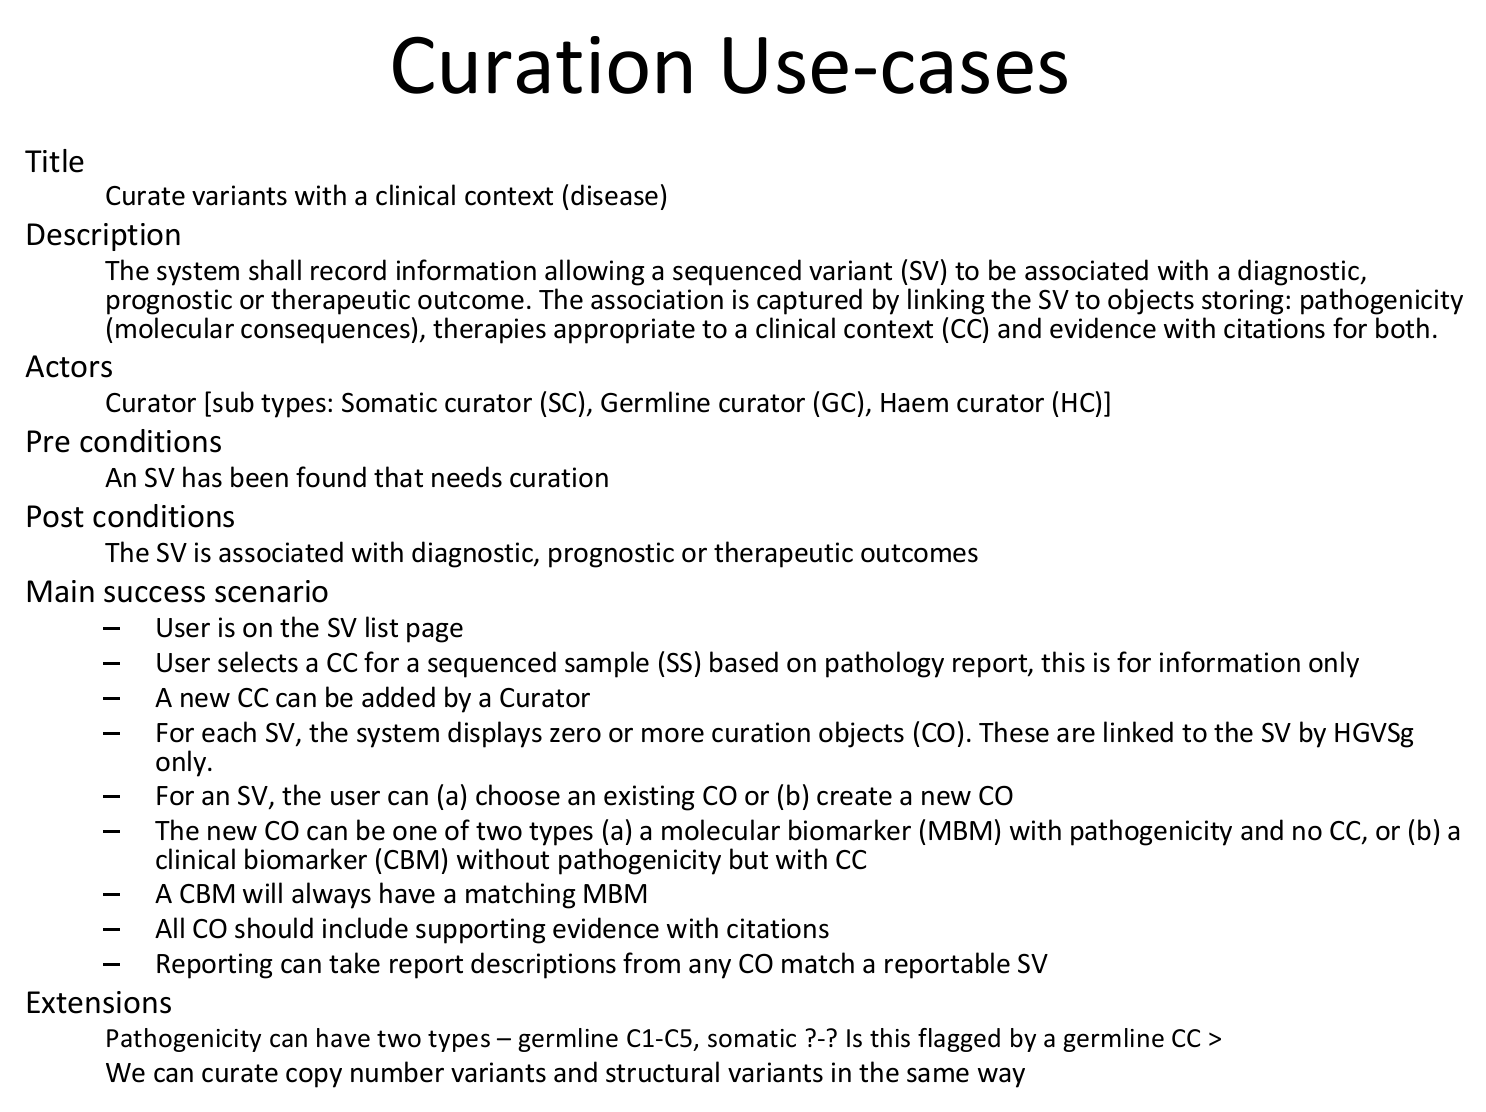 Curation Use-cases
Title
Curate variants with a clinical context (disease)
Description
The system shall record information allowing a sequenced variant (SV) to be associated with a diagnostic,
prognostic or therapeutic outcome. The association is captured by linking the SV to objects storing: pathogenicity
(molecular consequences), therapies appropriate to a clinical context (CC) and evidence with citations for both.
Actors
Curator [sub types: Somatic curator (SC), Germline curator (GC), Haem curator (HC)]
Pre conditions
An SV has been found that needs curation
Post conditions
The SV is associated with diagnostic, prognostic or therapeutic outcomes
Main success scenario
– User is on the SV list page
– User selects a CC for a sequenced sample (SS) based on pathology report, this is for information only
– A new CC can be added by a Curator
– For each SV, the system displays zero or more curation objects (CO). These are linked to the SV by HGVSg
only.
– For an SV, the user can (a) choose an existing CO or (b) create a new CO
– The new CO can be one of two types (a) a molecular biomarker (MBM) with pathogenicity and no CC, or (b) a
clinical biomarker (CBM) without pathogenicity but with CC
– A CBM will always have a matching MBM
– All CO should include supporting evidence with citations
– Reporting can take report descriptions from any CO match a reportable SV
Extensions
Pathogenicity can have two types – germline C1-C5, somatic ?-? Is this flagged by a germline CC >
We can curate copy number variants and structural variants in the same way